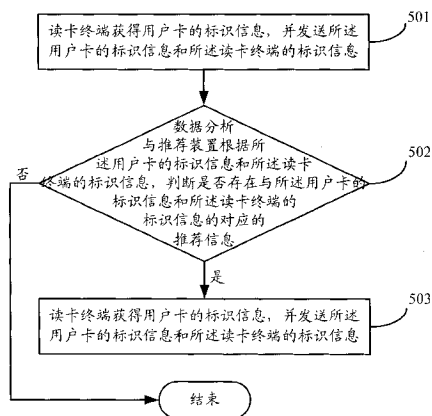 读卡终端获得用户卡的标识信息，并发送所述
用户卡的标识信息和所述读卡终端的标识信息
501
数据分析
与推荐装置根据所
述用户卡的标识信息和所述读卡
终端的标识信息，判断是否存在与所述用户卡的
标识信息和所述读卡终端的
标识信息的对应的
推荐信息
502
否
是
读卡终端获得用户卡的标识信息，并发送所述
用户卡的标识信息和所述读卡终端的标识信息
503
结束